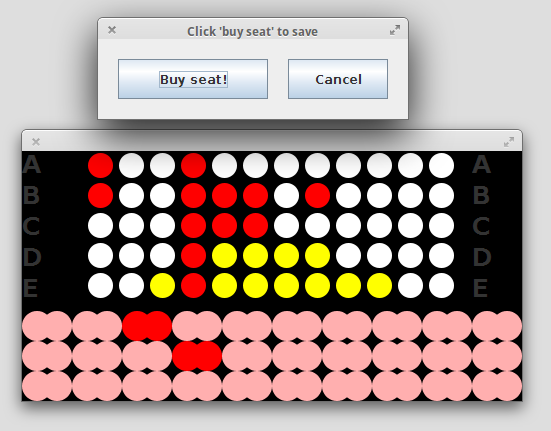 Click 'buy seat' to save
Buy seat! Cancel
A A
B B
C C
D D
E E